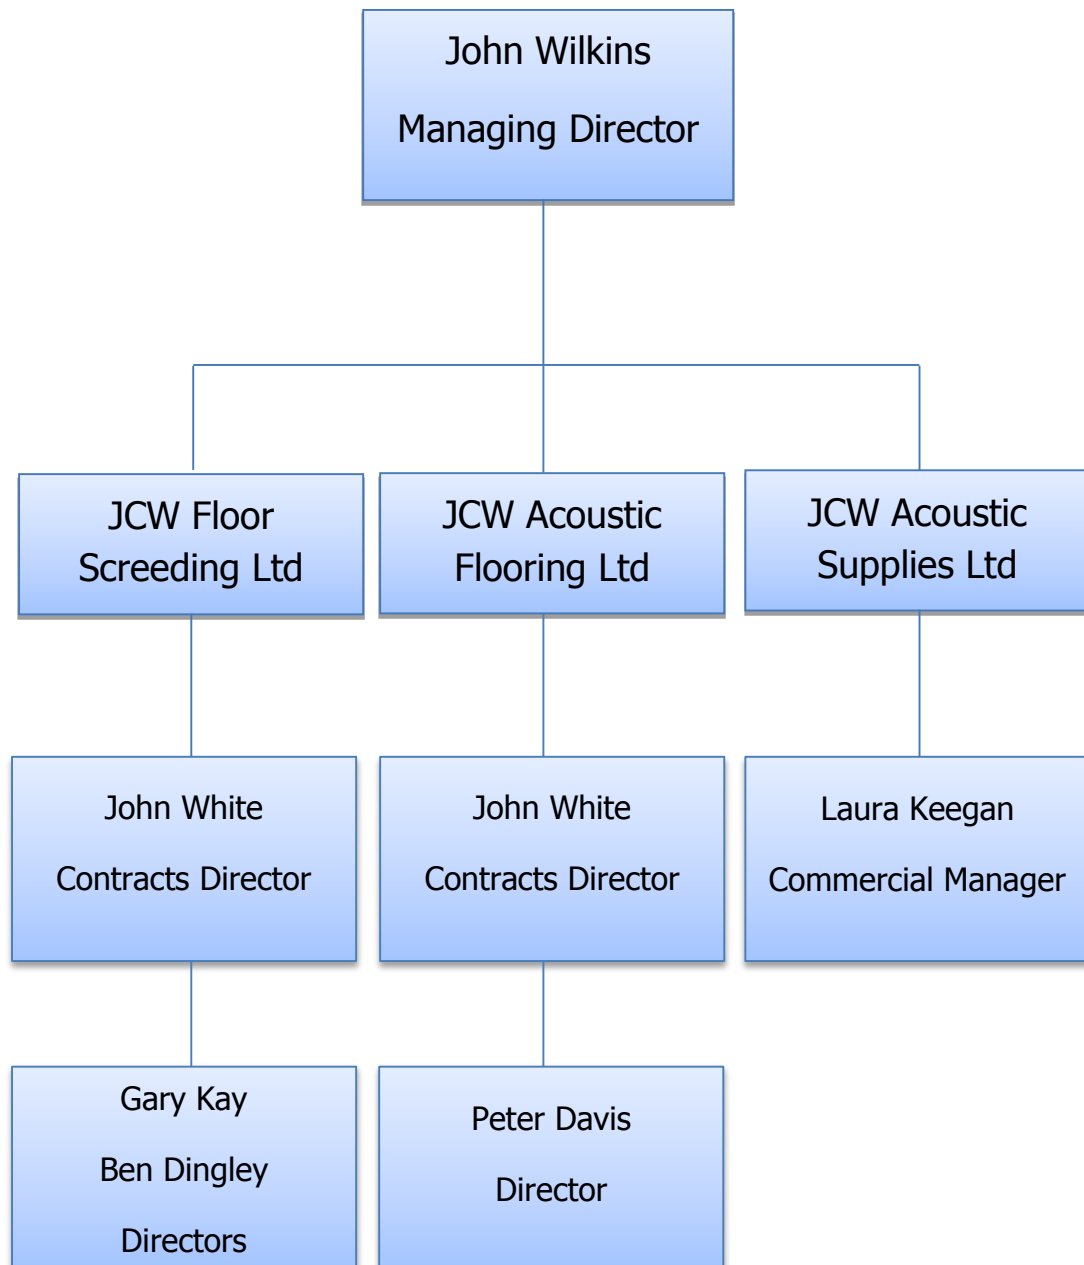 John Wilkins
Managing Director
JCW Floor
Screeding Ltd
JCW Acoustic
Flooring Ltd
JCW Acoustic
Supplies Ltd
John White
Contracts Director
John White
Contracts Director
Laura Keegan
Commercial Manager
Gary Kay
Ben Dingley
Directors
Peter Davis
Director